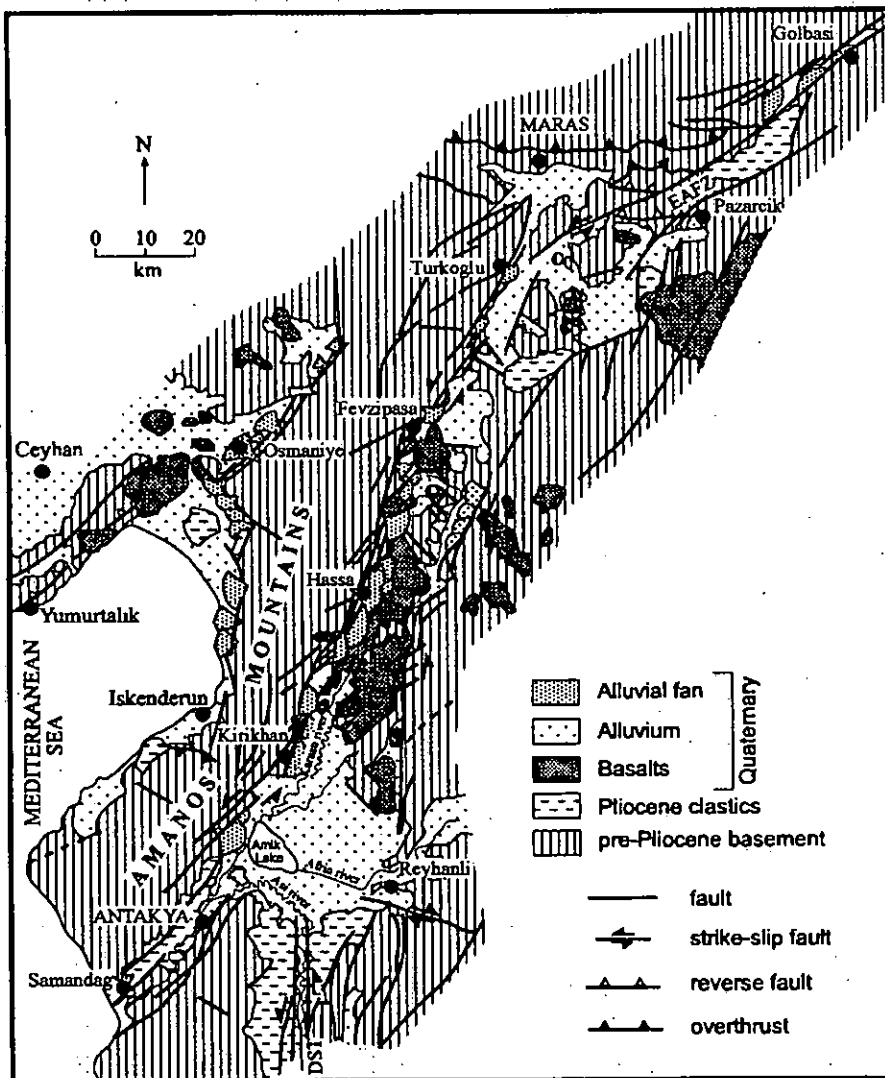 Golbasi
MARAS
N
EAFZ
Pazarcik
0 10 20
km
Turkoglu
Fevzipasa
Ceyhan
Osmaniye
Hassa
Yumurtalık
AMANOS MOUNTAINS
MEDITERRANEAN
SEA
Iskenderun
Kirikhan
Alluvial fan
Alluvium
Basalts
Quaternary
Pliocene clastics
pre-Pliocene basement
Amik
Lake
Afrin river
Reyhanli
Asi river
ANTAKYA
Samandag
DST
fault
strike-slip fault
reverse fault
overthrust